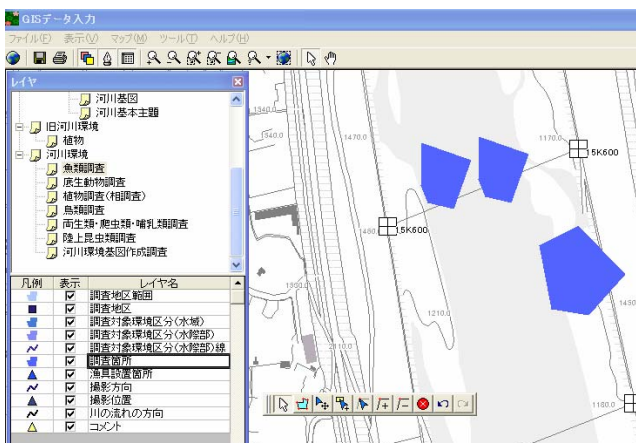 GISデータ入力
ファイル(F) 表示(V) マップ(M) ツール(T) ヘルプ(H)
レイヤ
河川基図
河川基本主題
旧河川環境
植物
河川環境
魚類調査
底生動物調査
植物調査(相調査)
鳥類調査
両生類・爬虫類・哺乳類調査
陸上昆虫類調査
河川環境基図作成調査
凡例 表示 レイヤ名
調査地区範囲
調査地区
調査対象環境区分(水域)
調査対象環境区分(水際部)
調査対象環境区分(水際部)線
調査箇所
漁具設置箇所
撮影方向
撮影位置
川の流れの方向
コメント
1340.0
1470.0
1170.0
5K600
5K600
1210.0
1160.0